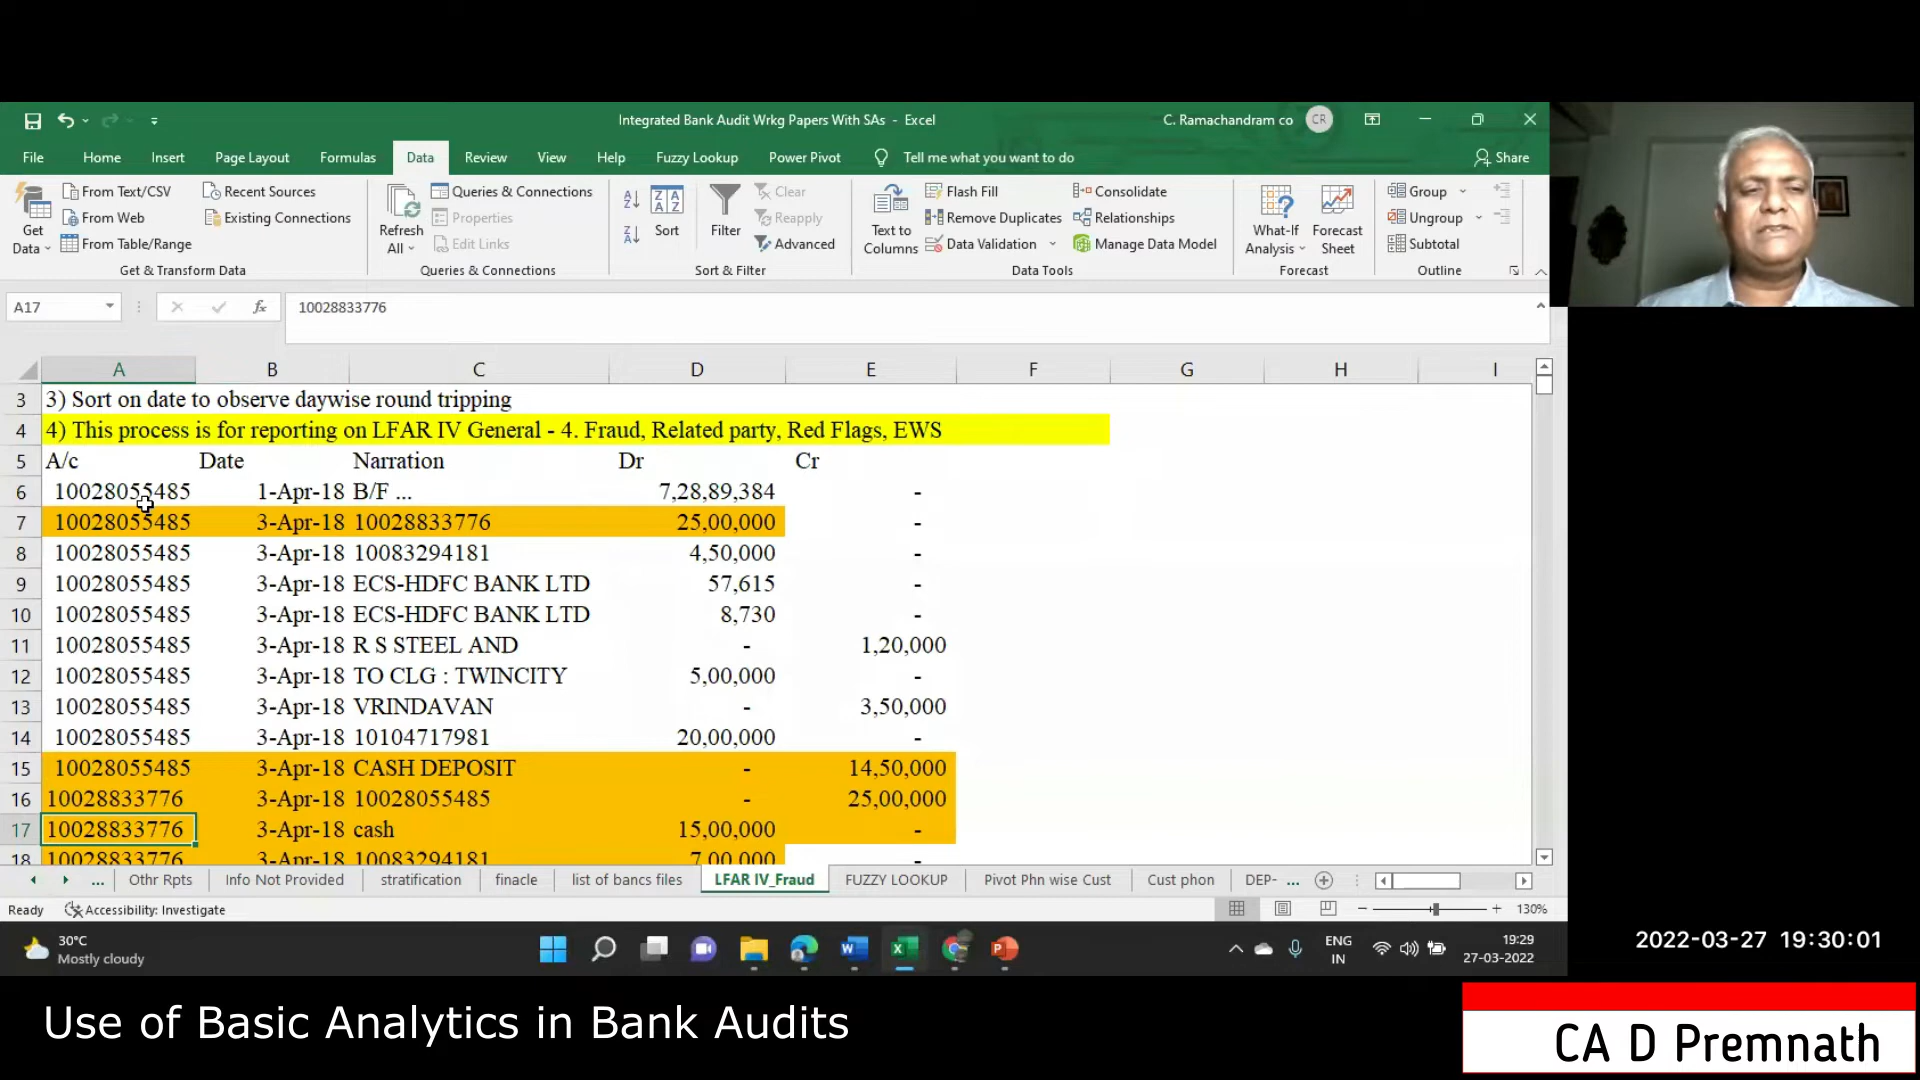 Integrated Bank Audit Wrkg Papers With SAs - Excel
C. Ramachandram co CR
File Home Insert Page Layout Formulas Data Review View Help Fuzzy Lookup Power Pivot Tell me what you want to do Share
Get Data
From Text/CSV
From Web
From Table/Range
Recent Sources
Existing Connections
Get & Transform Data
Refresh All
Queries & Connections
Properties
Edit Links
Queries & Connections
Sort
Filter
Clear
Reapply
Advanced
Sort & Filter
Text to Columns
Flash Fill
Remove Duplicates
Data Validation
Consolidate
Relationships
Manage Data Model
Data Tools
What-If Analysis
Forecast Sheet
Forecast
Group
Ungroup
Subtotal
Outline
A17 fx 10028833776
A B C D E F G H I
3 3) Sort on date to observe daywise round tripping
4 4) This process is for reporting on LFAR IV General - 4. Fraud, Related party, Red Flags, EWS
5 A/c Date Narration Dr Cr
6 10028055485 1-Apr-18 B/F ... 7,28,89,384 -
7 10028055485 3-Apr-18 10028833776 25,00,000 -
8 10028055485 3-Apr-18 10083294181 4,50,000 -
9 10028055485 3-Apr-18 ECS-HDFC BANK LTD 57,615 -
10 10028055485 3-Apr-18 ECS-HDFC BANK LTD 8,730 -
11 10028055485 3-Apr-18 R S STEEL AND - 1,20,000
12 10028055485 3-Apr-18 TO CLG : TWINCITY 5,00,000 -
13 10028055485 3-Apr-18 VRINDAVAN - 3,50,000
14 10028055485 3-Apr-18 10104717981 20,00,000 -
15 10028055485 3-Apr-18 CASH DEPOSIT - 14,50,000
16 10028833776 3-Apr-18 10028055485 - 25,00,000
17 10028833776 3-Apr-18 cash 15,00,000 -
18 10028833776 3-Apr-18 10083294181 7,00,000 -
... Othr Rpts Info Not Provided stratification finacle list of bancs files LFAR IV_Fraud FUZZY LOOKUP Pivot Phn wise Cust Cust phon DEP- ...
Ready Accessibility: Investigate 130%
30°C
Mostly cloudy
ENG
IN
19:29
27-03-2022
2022-03-27 19:30:01
Use of Basic Analytics in Bank Audits
CA D Premnath